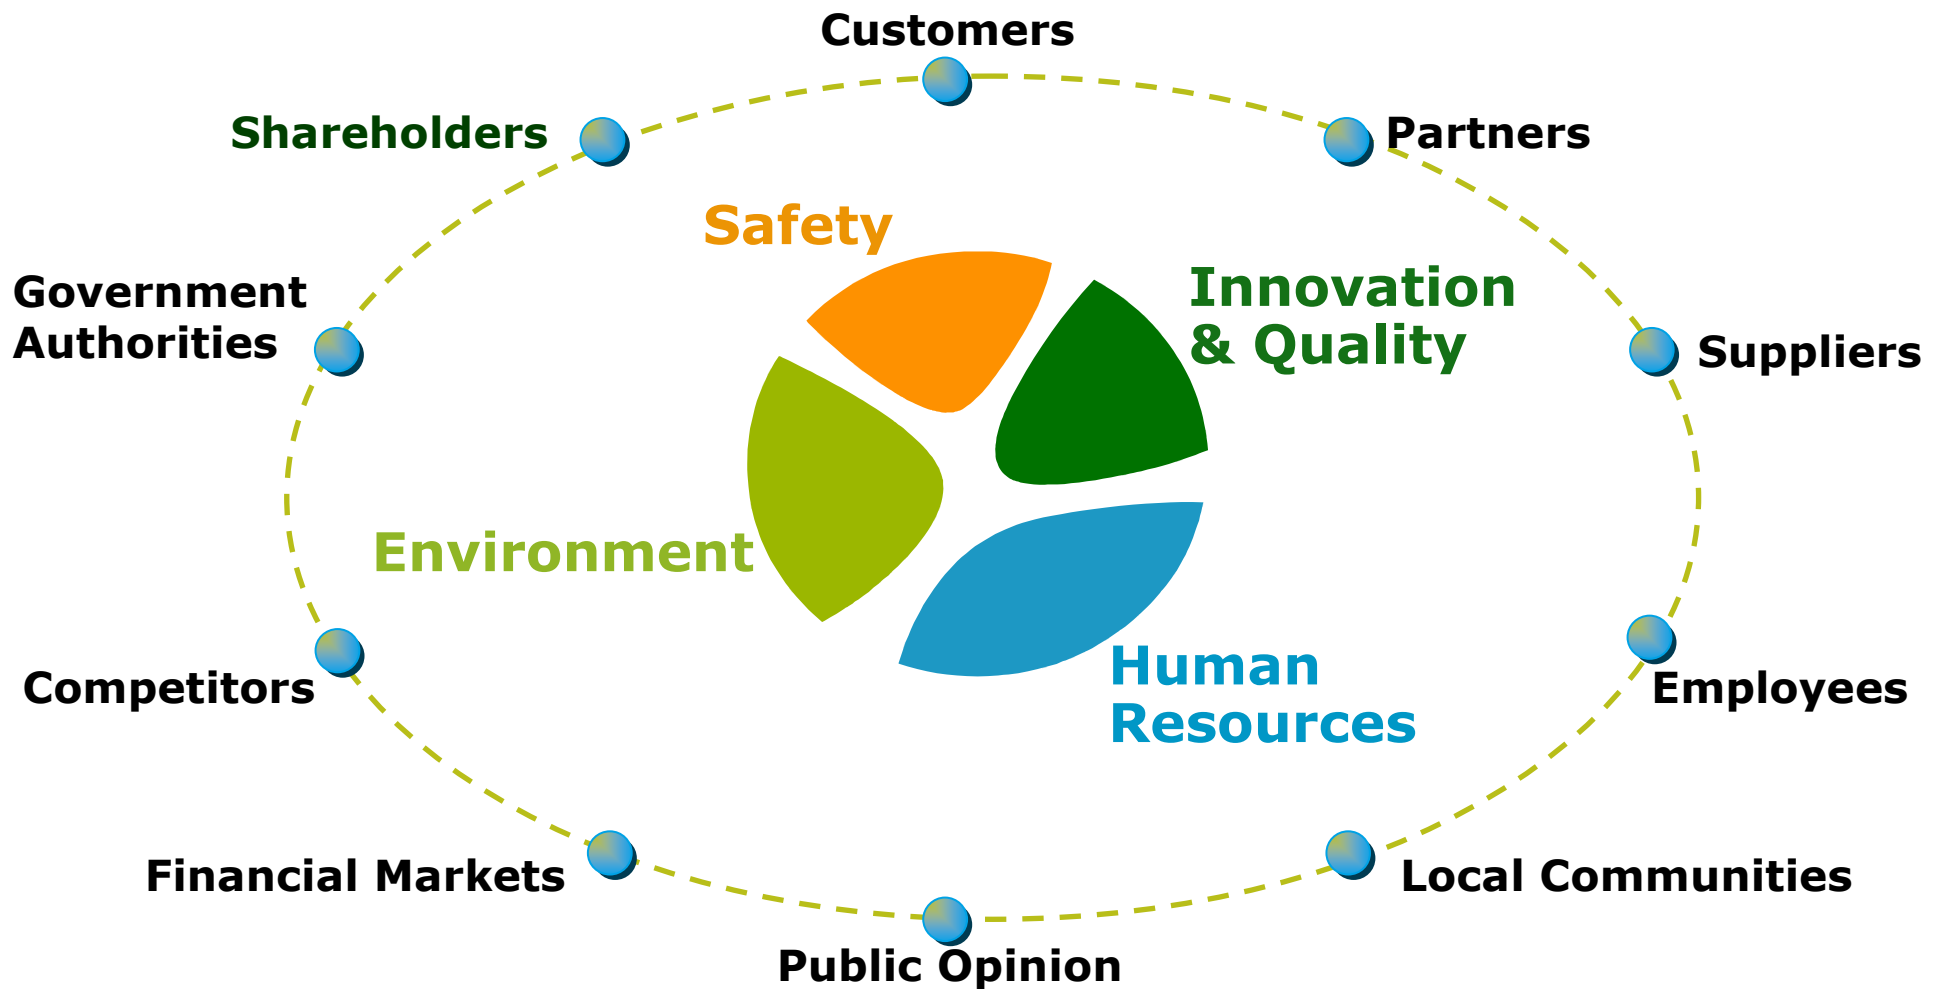 Customers
Shareholders
Partners
Safety
Innovation
& Quality
Government
Authorities
Suppliers
Environment
Human
Resources
Competitors
Employees
Financial Markets
Local Communities
Public Opinion